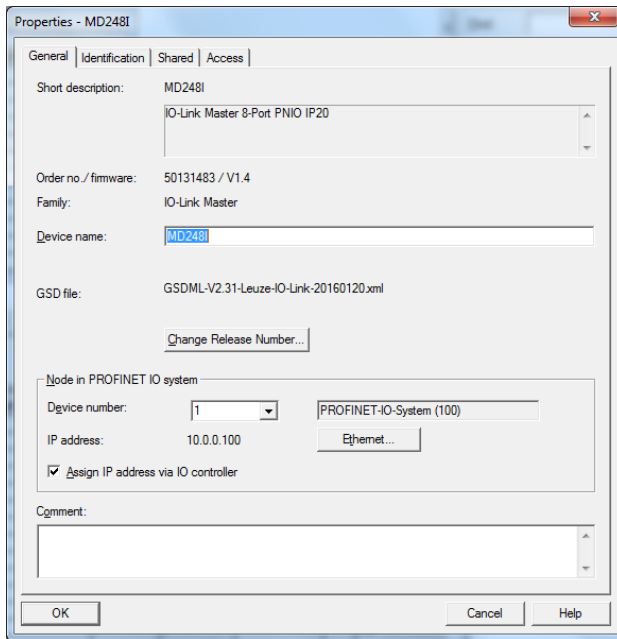 Properties - MD248I
General Identification Shared Access
Short description: MD248I
IO-Link Master 8-Port PNIO IP20
Order no./ firmware: 50131483 / V1.4
Family: IO-Link Master
Device name: MD248I
GSD file: GSDML-V2.31-Leuze-IO-Link-20160120.xml
Change Release Number...
Node in PROFINET IO system
Device number: 1 PROFINET-IO-System (100)
IP address: 10.0.0.100 Ethernet...
Assign IP address via IO controller
Comment:
OK Cancel Help